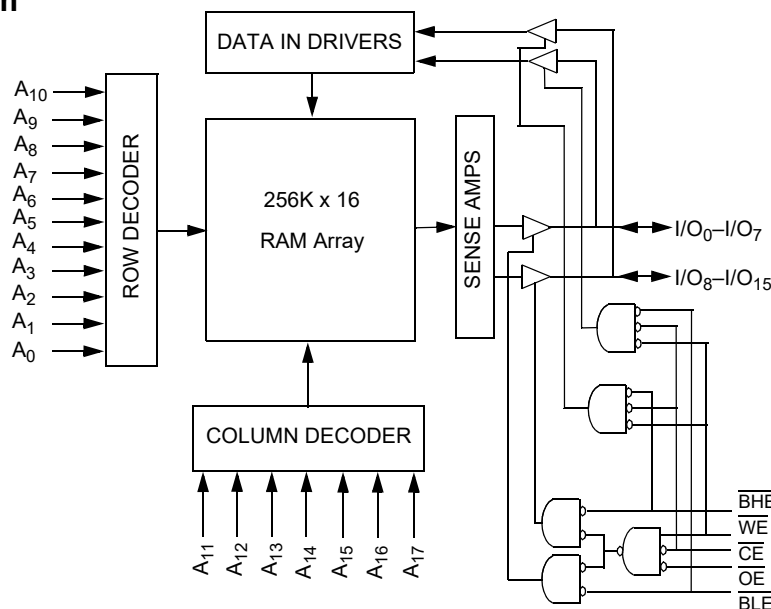 DATA IN DRIVERS
A10
A9
A8
A7
A6
A5
A4
A3
A2
A1
A0
ROW DECODER
256K x 16
RAM Array
SENSE AMPS
I/O0–I/O7
I/O8–I/O15
COLUMN DECODER
A11
A12
A13
A14
A15
A16
A17
BHE
WE
CE
OE
BLE